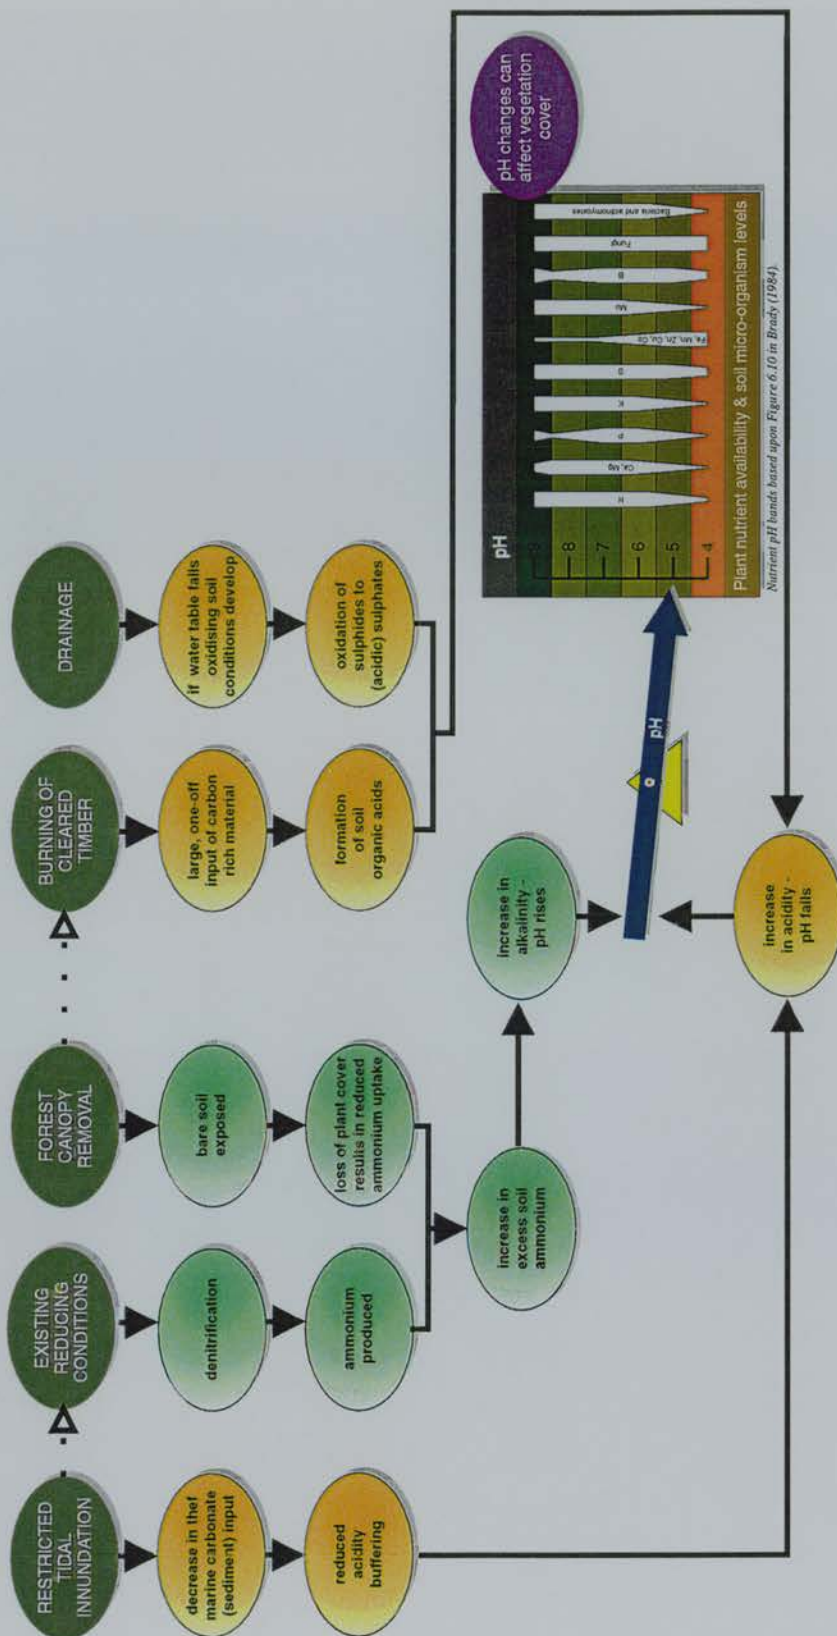 RESTRICTED
TIDAL
INNUNDATION
EXISTING
REDUCING
CONDITIONS
FOREST
CANOPY
REMOVAL
BURNING OF
CLEARED
TIMBER
DRAINAGE
decrease in thef
marine carbonate
(sediment) input
denitrification
bare soil
exposed
large, one-off
input of carbon
rich material
if water table falls
oxidising soil
conditions develop
reduced
acidity
buffering
ammonium
produced
loss of plant cover
results in reduced
ammonium uptake
formation
of soil
organic acids
oxidation of
sulphides to
(acidic) sulphates
increase in
excess soil
ammonium
increase in
alkalinity -
pH rises
increase
in acidity -
pH falls
pH
pH changes can
affect vegetation
cover
pH
9
8
7
6
5
4
N
Ca, Mg
P
K
S
Fe, Mn, Zn, Cu, Co
Mo
B
Fungi
Bacteria and actinomycetes
Plant nutrient availability & soil micro-organism levels
Nutrient pH bands based upon Figure 6.10 in Brady (1984).